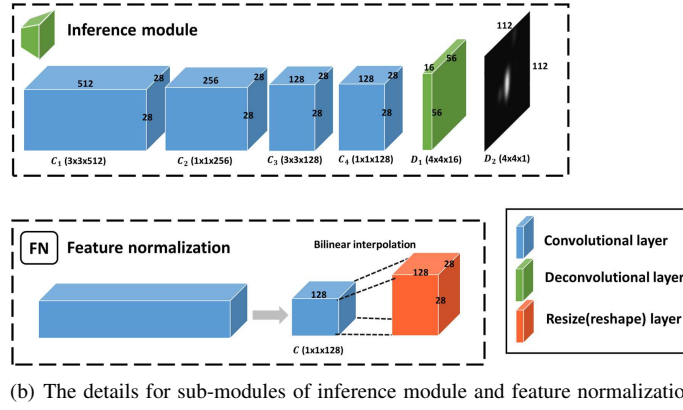 Inference module
112
112
512
28
28
256
28
28
128
28
28
128
28
28
16
56
56
C₁ (3x3x512)
C₂ (1x1x256)
C₃ (3x3x128)
C₄ (1x1x128)
D₁ (4x4x16)
D₂ (4x4x1)
FN
Feature normalization
Bilinear interpolation
128
128
28
28
C (1x1x128)
Convolutional layer
Deconvolutional layer
Resize(reshape) layer
(b) The details for sub-modules of inference module and feature normalizatio